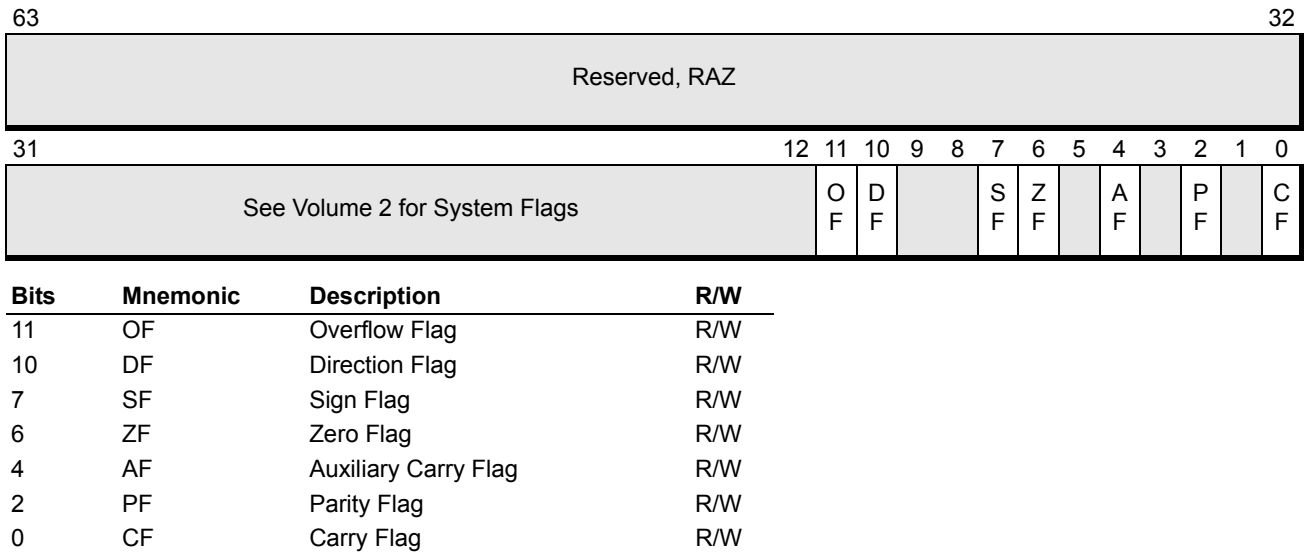 63 32
Reserved, RAZ
31 12 11 10 9 8 7 6 5 4 3 2 1 0
See Volume 2 for System Flags
O D S Z A P C
F F F F F F F
Bits Mnemonic Description R/W
11 OF Overflow Flag R/W
10 DF Direction Flag R/W
7 SF Sign Flag R/W
6 ZF Zero Flag R/W
4 AF Auxiliary Carry Flag R/W
2 PF Parity Flag R/W
0 CF Carry Flag R/W